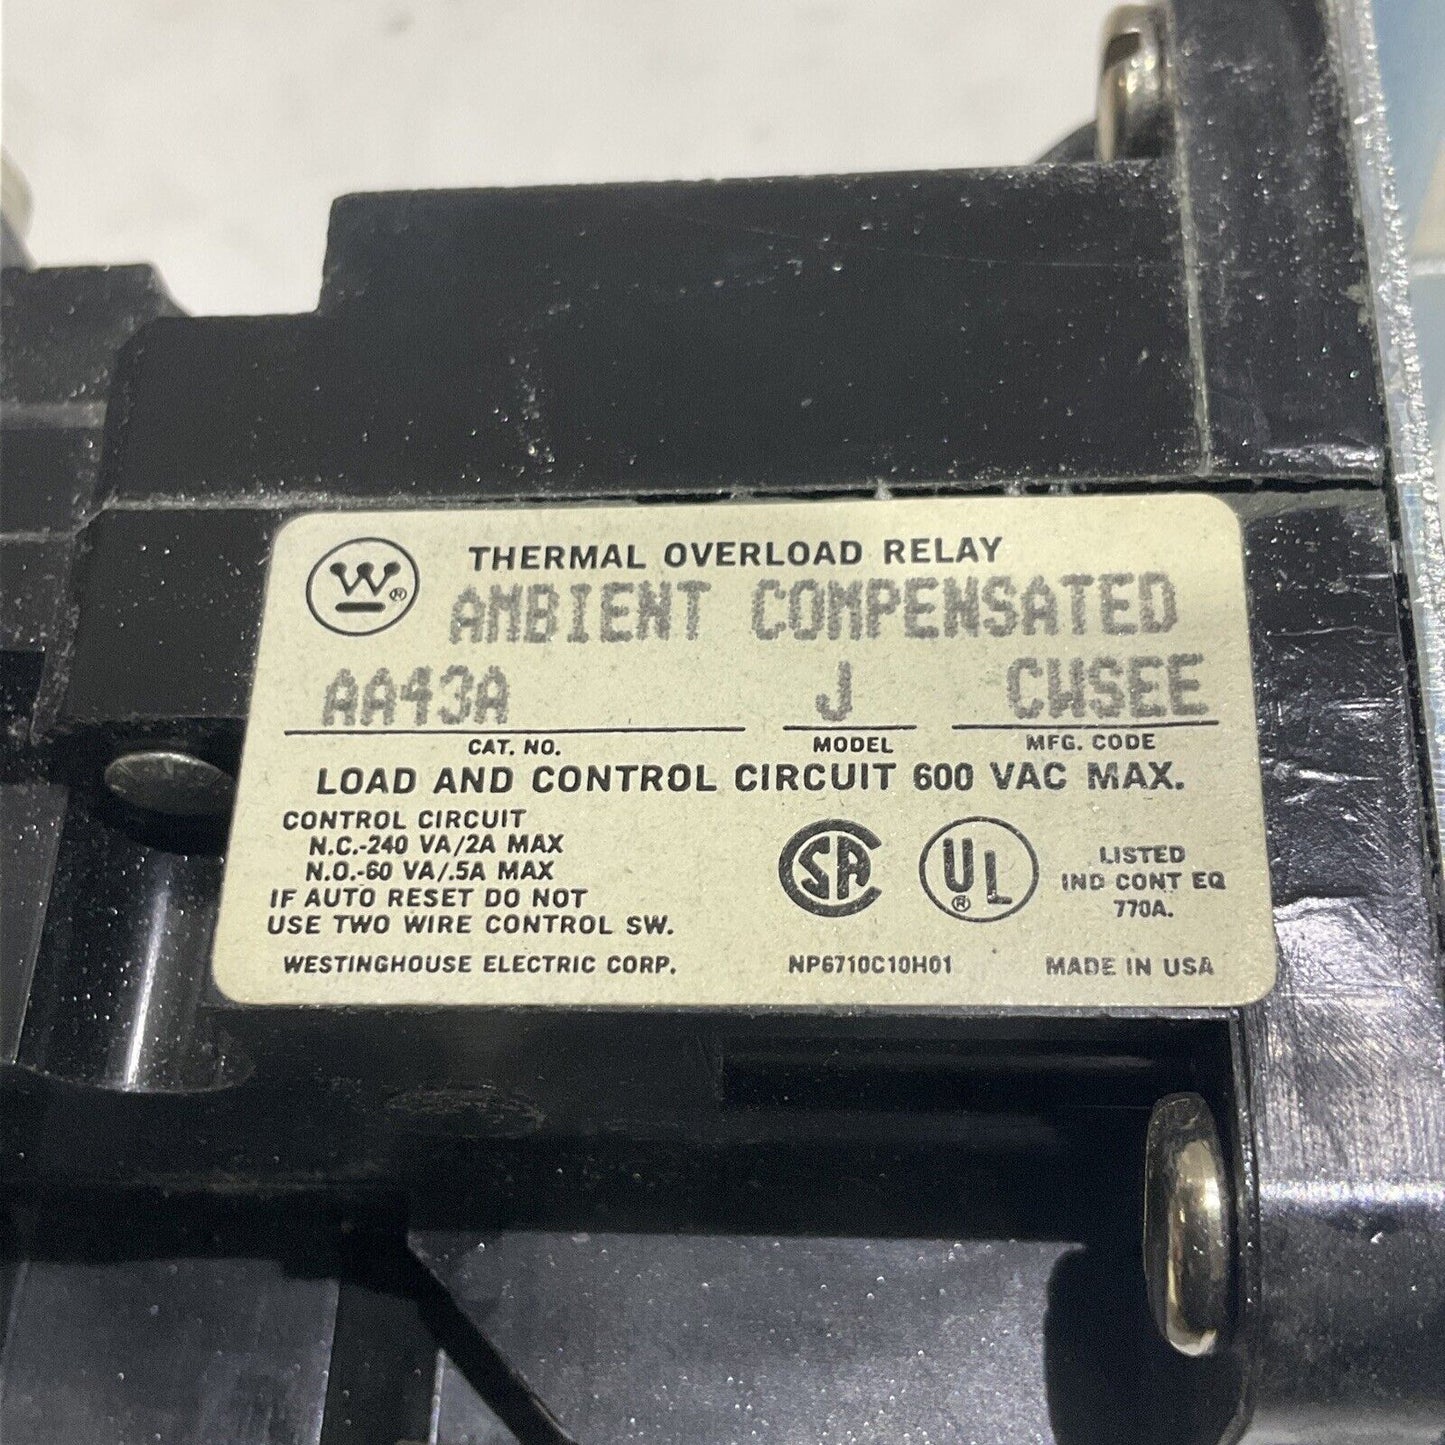 THERMAL OVERLOAD RELAY
W ®
AMBIENT COMPENSATED
AA43A J CWSEE
CAT. NO. MODEL MFG. CODE
LOAD AND CONTROL CIRCUIT 600 VAC MAX.
CONTROL CIRCUIT
N.C.-240 VA/2A MAX
N.O.-60 VA/.5A MAX
IF AUTO RESET DO NOT
USE TWO WIRE CONTROL SW.
SA
UL ®
LISTED
IND CONT EQ
770A.
WESTINGHOUSE ELECTRIC CORP. NP6710C10H01 MADE IN USA